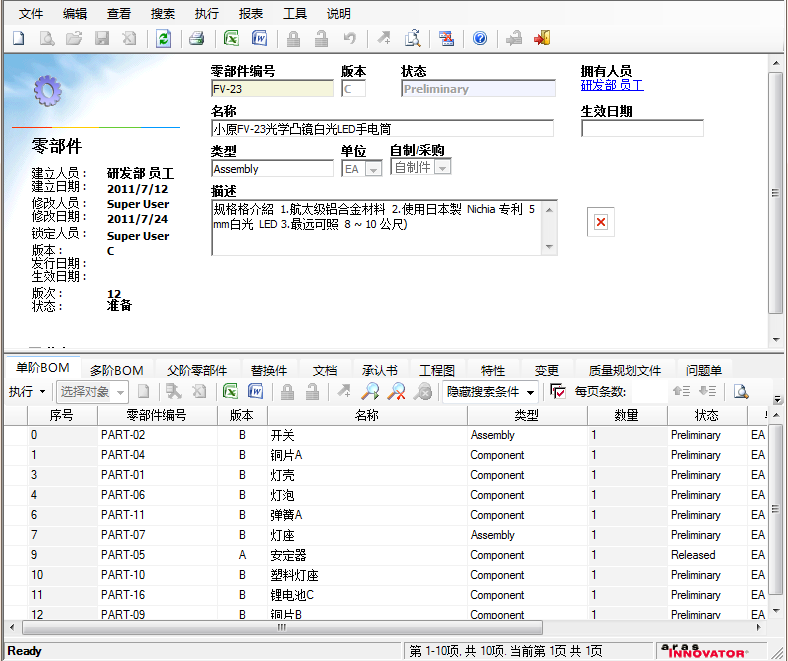 文件 编辑 查看 搜索 执行 报表 工具 说明
零部件编号 版本 状态 拥有人员
FV-23 C Preliminary 研发部 员工
名称 生效日期
小原FV-23光学凸镜白光LED手电筒
类型 单位 自制/采购
Assembly EA 自制件
描述
规格格介紹 1.航太级铝合金材料 2.使用日本製 Nichia 专利 5
mm白光 LED 3.最远可照 8 ~ 10 公尺)
零部件
建立人员： 研发部 员工
建立日期： 2011/7/12
修改人员： Super User
修改日期： 2011/7/24
锁定人员： Super User
版本： C
发行日期：
生效日期：
版次： 12
状态： 准备
单阶BOM 多阶BOM 父阶零部件 替换件 文档 承认书 工程图 特性 变更 质量规划文件 问题单
执行 选择对象 隐藏搜索条件 每页条数:
序号 零部件编号 版本 名称 类型 数量 状态
0 PART-02 B 开关 Assembly 1 Preliminary EA
1 PART-04 B 铜片A Component 1 Preliminary EA
3 PART-01 B 灯壳 Component 1 Preliminary EA
4 PART-06 B 灯泡 Component 1 Preliminary EA
6 PART-11 B 弹簧A Component 1 Preliminary EA
7 PART-07 B 灯座 Assembly 1 Preliminary EA
9 PART-05 A 安定器 Component 1 Released EA
10 PART-10 B 塑料灯座 Component 1 Preliminary EA
11 PART-16 B 锂电池C Component 1 Preliminary EA
12 PART-09 B 铜片B Component 1 Preliminary EA
Ready 第 1-10项, 共 10项. 当前第 1页 共 1页 aras INNOVATOR